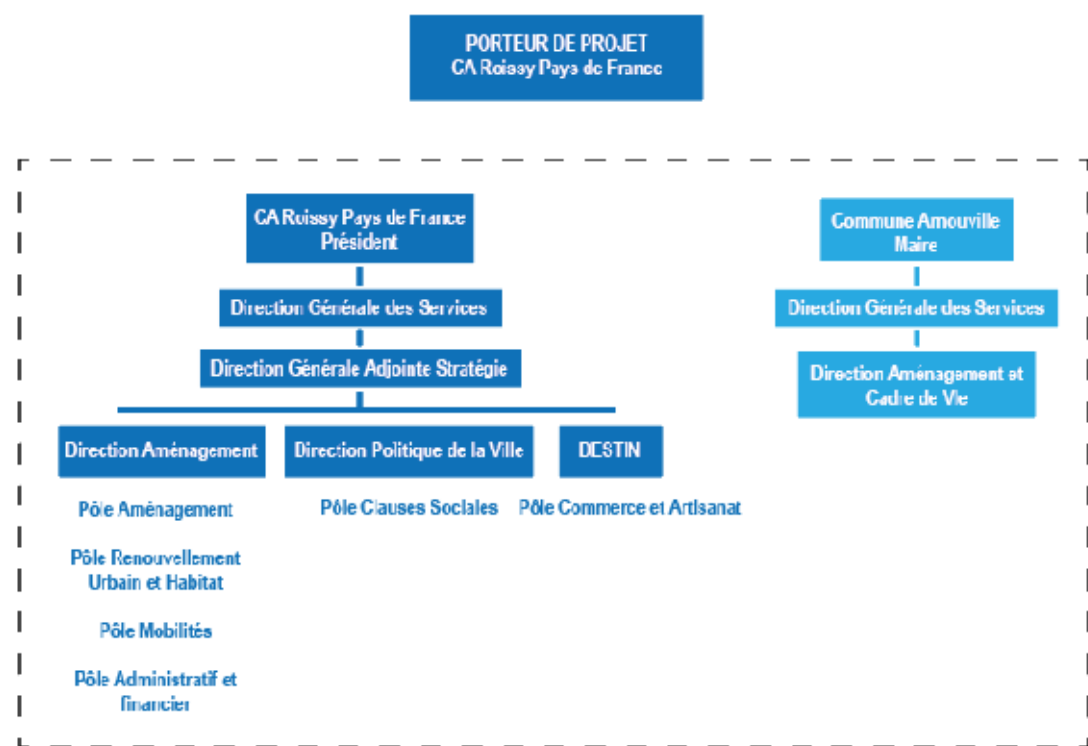 PORTEUR DE PROJET
CA Roissy Pays de France
CA Roissy Pays de France
Président
Commune Arnouville
Maire
Direction Générale des Services
Direction Générale des Services
Direction Générale Adjointe Stratégie
Direction Aménagement et
Cadre de Vie
Direction Aménagement
Direction Politique de la Ville
DESTIN
Pôle Aménagement
Pôle Clauses Sociales
Pôle Commerce et Artisanat
Pôle Renouvellement
Urbain et Habitat
Pôle Mobilités
Pôle Administratif et
financier